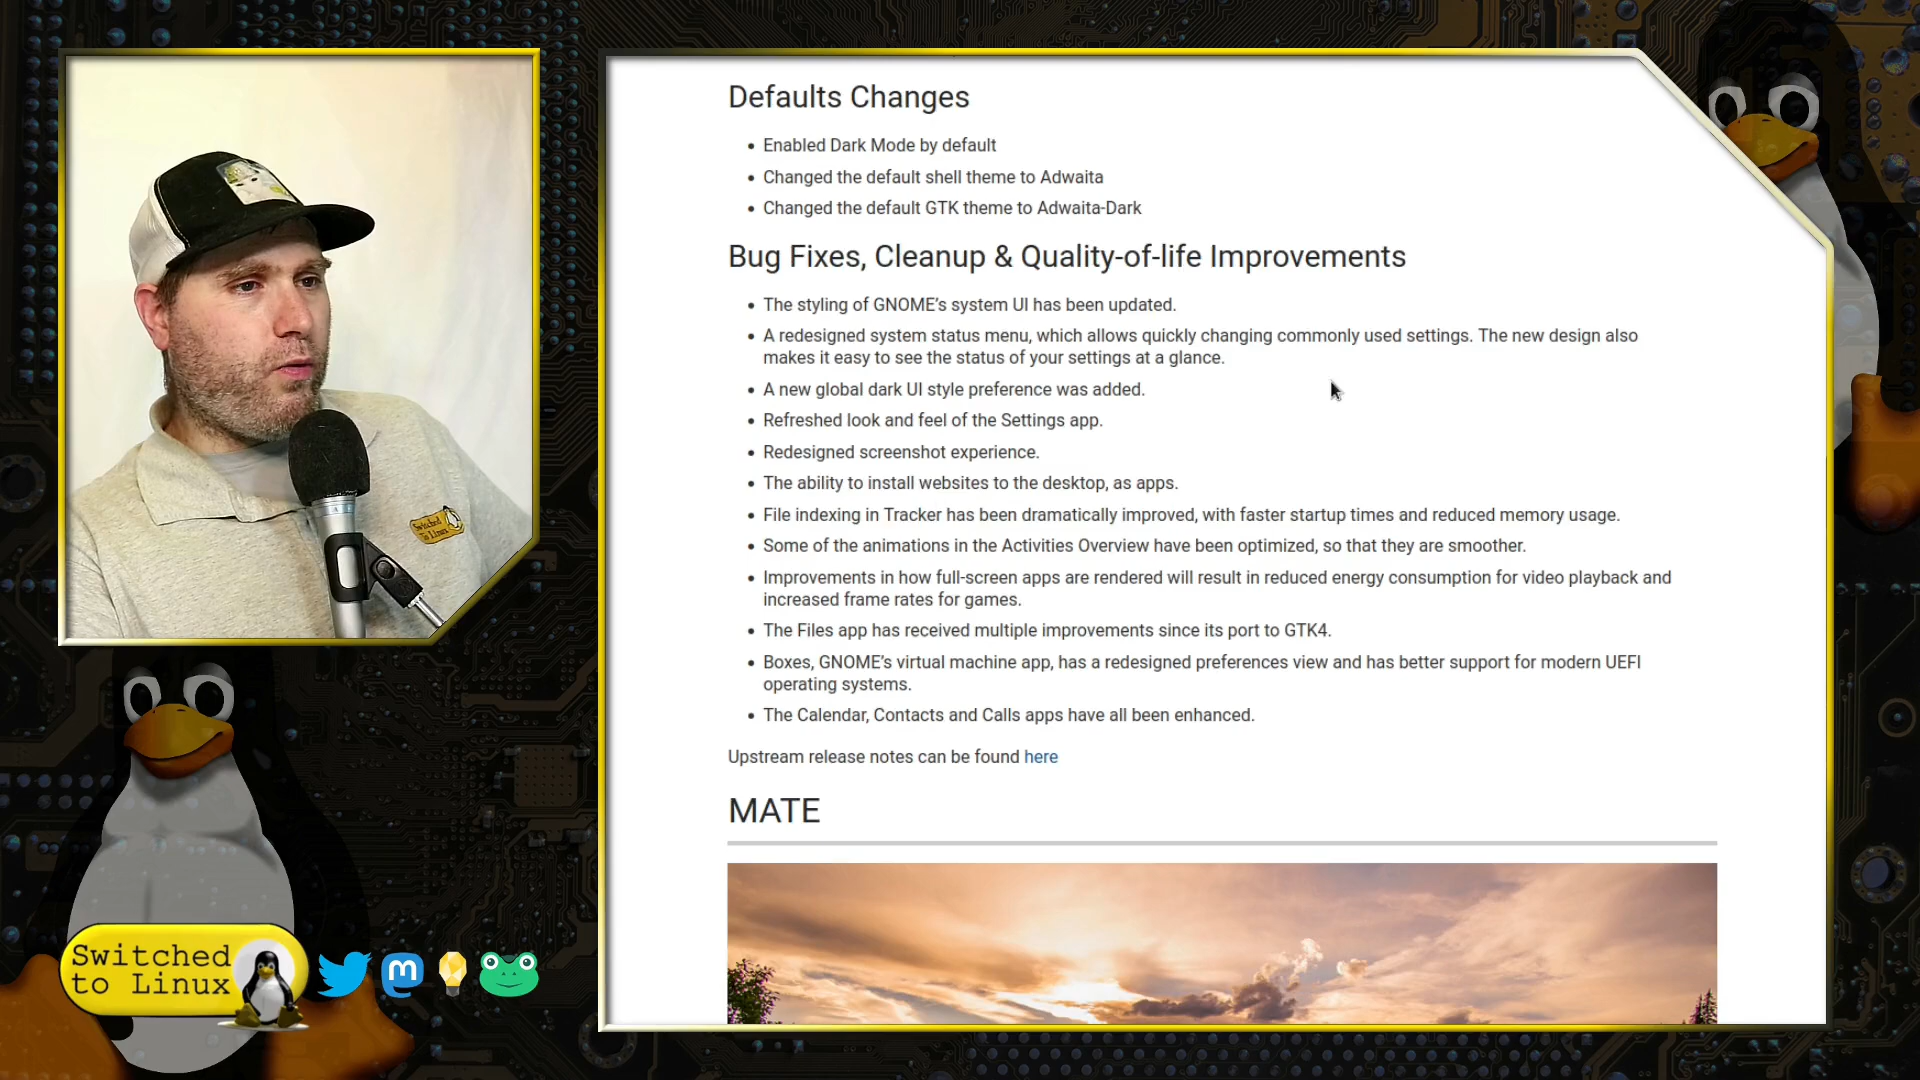 Defaults Changes
Enabled Dark Mode by default
Changed the default shell theme to Adwaita
Changed the default GTK theme to Adwaita-Dark
Bug Fixes, Cleanup & Quality-of-life Improvements
The styling of GNOME’s system UI has been updated.
A redesigned system status menu, which allows quickly changing commonly used settings. The new design also
makes it easy to see the status of your settings at a glance.
A new global dark UI style preference was added.
Refreshed look and feel of the Settings app.
Redesigned screenshot experience.
The ability to install websites to the desktop, as apps.
File indexing in Tracker has been dramatically improved, with faster startup times and reduced memory usage.
Some of the animations in the Activities Overview have been optimized, so that they are smoother.
Improvements in how full-screen apps are rendered will result in reduced energy consumption for video playback and
increased frame rates for games.
The Files app has received multiple improvements since its port to GTK4.
Boxes, GNOME’s virtual machine app, has a redesigned preferences view and has better support for modern UEFI
operating systems.
The Calendar, Contacts and Calls apps have all been enhanced.
Upstream release notes can be found here
MATE
Switched
to Linux
Switched
to Linux